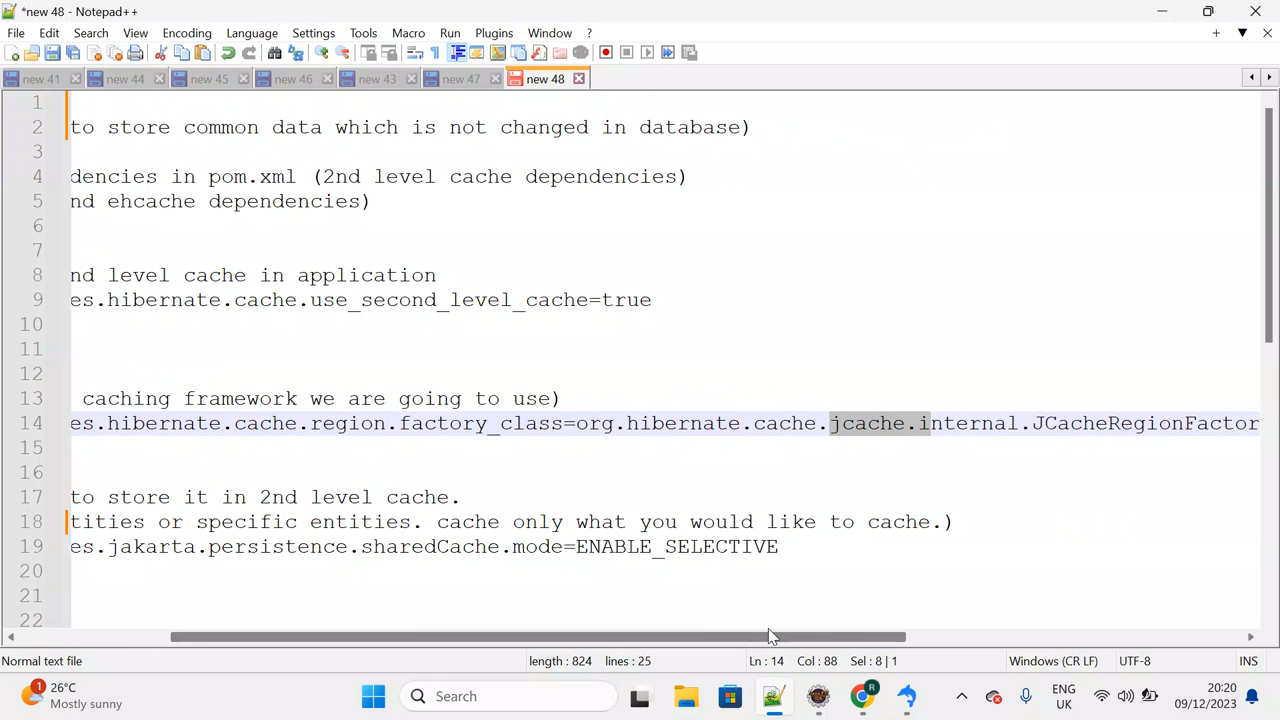 *new 48 - Notepad++
File Edit Search View Encoding Language Settings Tools Macro Run Plugins Window ?
new 41 new 44 new 45 new 46 new 43 new 47 new 48
1
2 to store common data which is not changed in database)
3
4 dencies in pom.xml (2nd level cache dependencies)
5 nd ehcache dependencies)
6
7
8 nd level cache in application
9 es.hibernate.cache.use_second_level_cache=true
10
11
12
13 caching framework we are going to use)
14 es.hibernate.cache.region.factory_class=org.hibernate.cache.jcache.internal.JCacheRegionFactor
15
16
17 to store it in 2nd level cache.
18 tities or specific entities. cache only what you would like to cache.)
19 es.jakarta.persistence.sharedCache.mode=ENABLE_SELECTIVE
20
21
22
Normal text file length : 824 lines : 25 Ln : 14 Col : 88 Sel : 8 | 1 Windows (CR LF) UTF-8 INS
1 26°C Mostly sunny
Search
R
ENG UK
20:20
09/12/2023